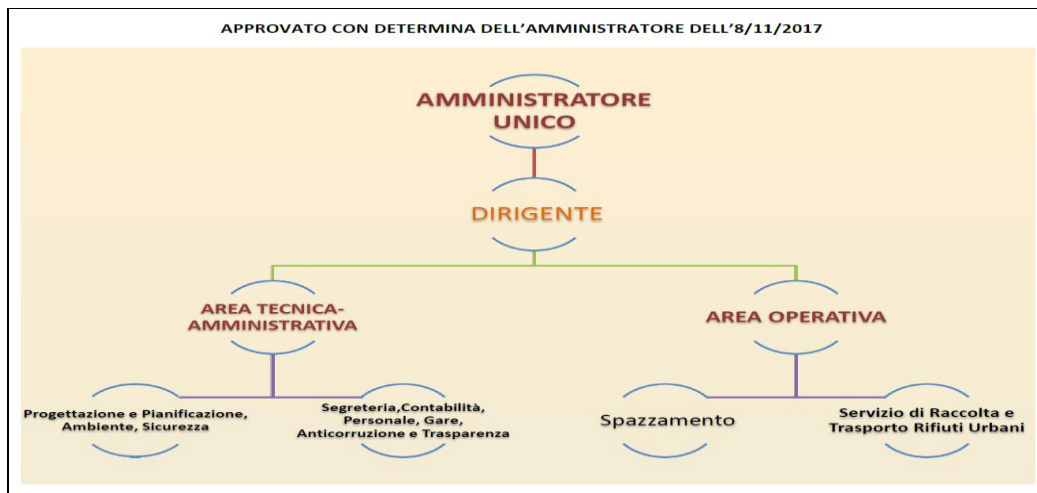 APPROVATO CON DETERMINA DELL'AMMINISTRATORE DELL'8/11/2017
AMMINISTRATORE
UNICO
DIRIGENTE
AREA TECNICA-
AMMINISTRATIVA
AREA OPERATIVA
Progettazione e Pianificazione,
Ambiente, Sicurezza
Segreteria,Contabilità,
Personale, Gare,
Anticorruzione e Trasparenza
Spazzamento
Servizio di Raccolta e
Trasporto Rifiuti Urbani